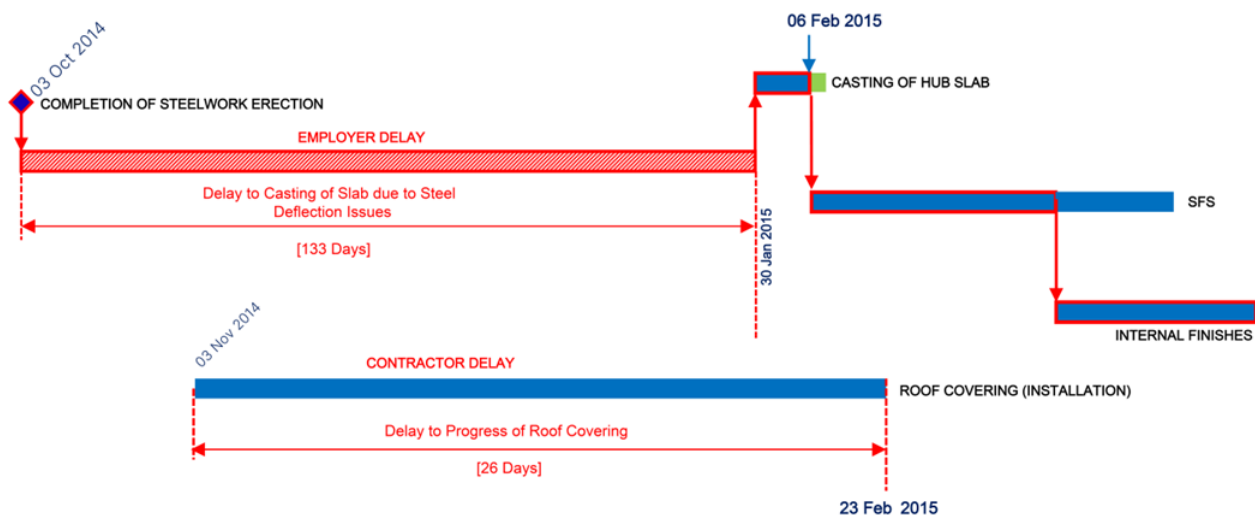 06 Feb 2015
03 Oct 2014
COMPLETION OF STEELWORK ERECTION
CASTING OF HUB SLAB
EMPLOYER DELAY
Delay to Casting of Slab due to Steel
Deflection Issues
[133 Days]
30 Jan 2015
SFS
INTERNAL FINISHES
03 Nov 2014
CONTRACTOR DELAY
ROOF COVERING (INSTALLATION)
Delay to Progress of Roof Covering
[26 Days]
23 Feb 2015